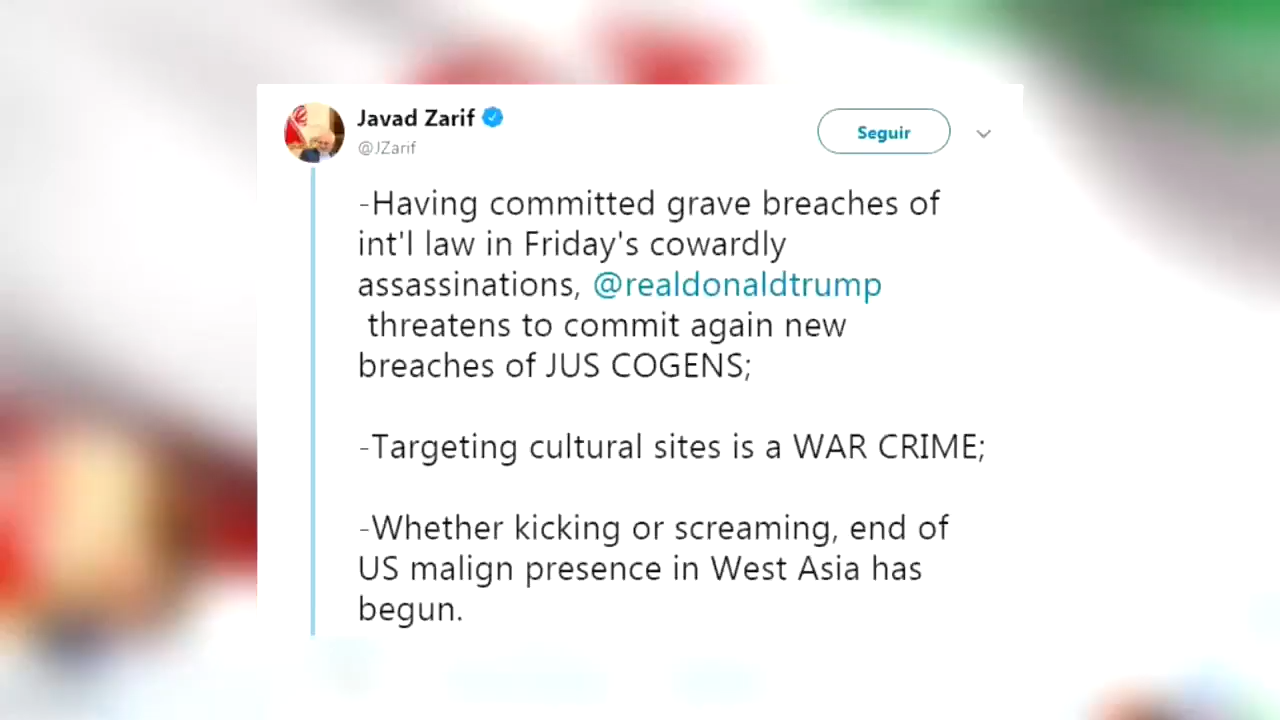 Javad Zarif
@JZarif
Seguir
-Having committed grave breaches of
int'l law in Friday's cowardly
assassinations, @realdonaldtrump
threatens to commit again new
breaches of JUS COGENS;
-Targeting cultural sites is a WAR CRIME;
-Whether kicking or screaming, end of
US malign presence in West Asia has
begun.